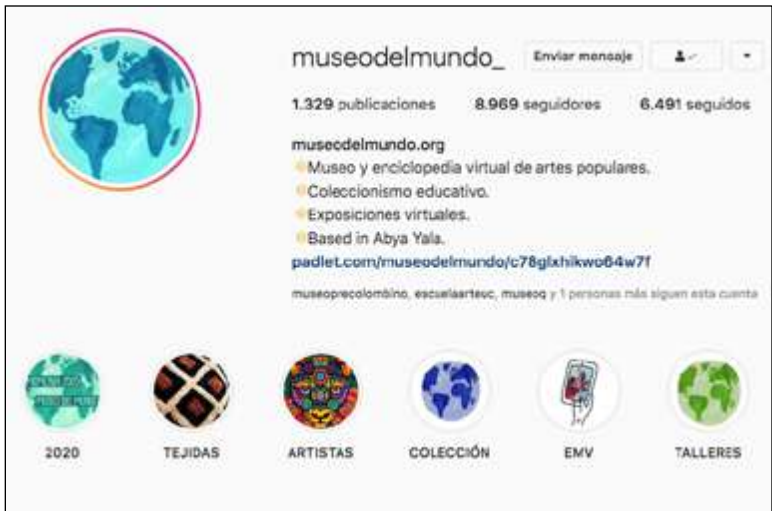 museodelmundo_ Enviar mensaje
1.329 publicaciones 8.969 seguidores 6.491 seguidos
museodelmundo.org
Museo y enciclopedia virtual de artes populares.
Coleccionismo educativo.
Exposiciones virtuales.
Based in Abya Yala.
padlet.com/museodelmundo/c78glxhikwo64w7f
museoprecolombino, escuelaarteuc, museoq y 1 personas más siguen esta cuenta
2020 TEJIDAS ARTISTAS COLECCIÓN EMV TALLERES